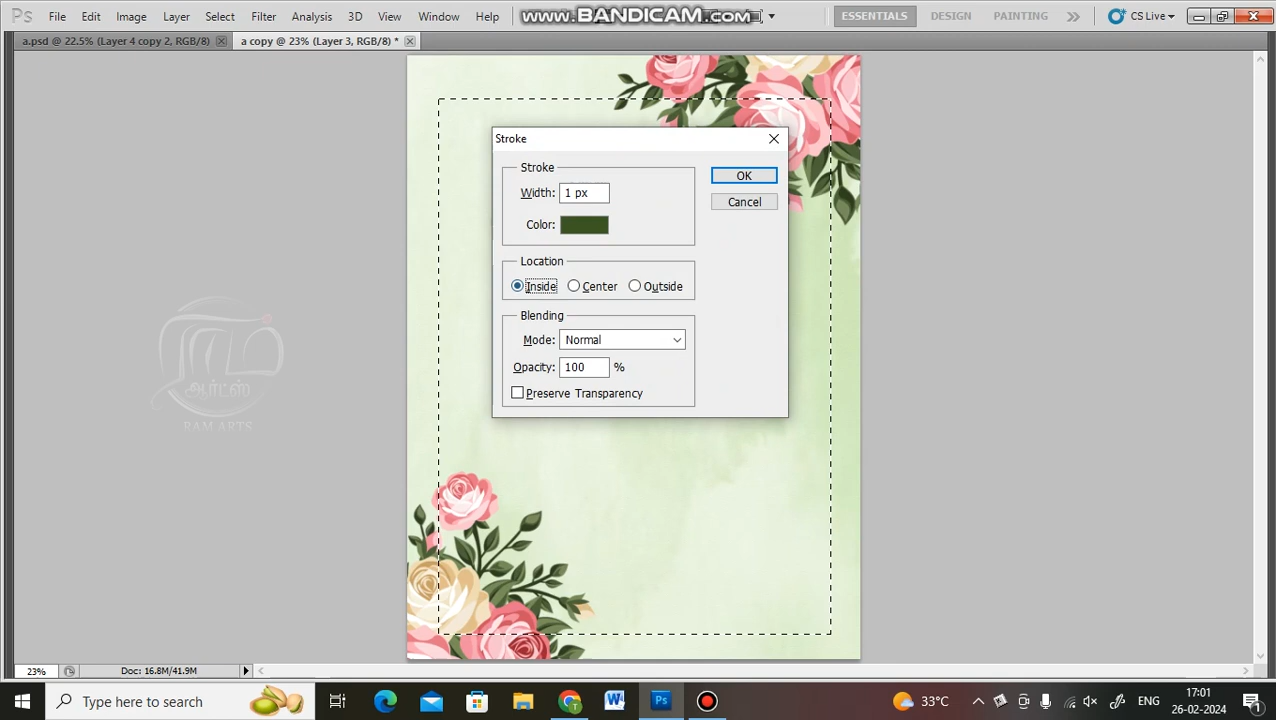 Ps File Edit Image Layer Select Filter Analysis 3D View Window Help www.BANDICAM.com ESSENTIALS DESIGN PAINTING CS Live
a.psd @ 22.5% (Layer 4 copy 2, RGB/8) a copy @ 23% (Layer 3, RGB/8) *
Stroke
Stroke
OK
Width: 1 px
Cancel
Color:
Location
Inside Center Outside
Blending
Mode: Normal
ஆர்ட்ஸ்
Opacity: 100 %
Preserve Transparency
RAM ARTS
23% Doc: 16.8M/41.9M
Type here to search
33°C
ENG
17:01
26-02-2024